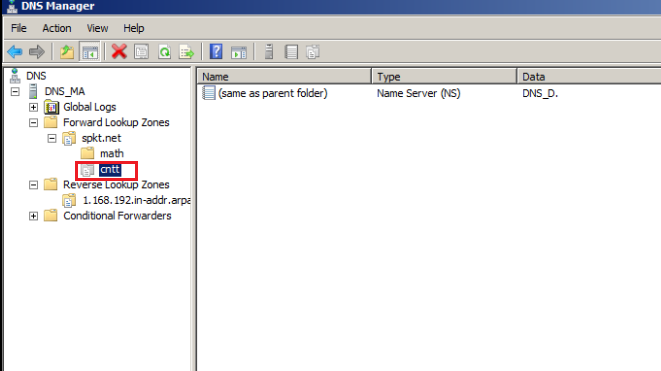 DNS Manager
File Action View Help
Name Type Data
DNS
DNS_MA
Global Logs
Forward Lookup Zones
spkt.net
math
cntt
Reverse Lookup Zones
1.168.192.in-addr.arpa
Conditional Forwarders
(same as parent folder) Name Server (NS) DNS_D.